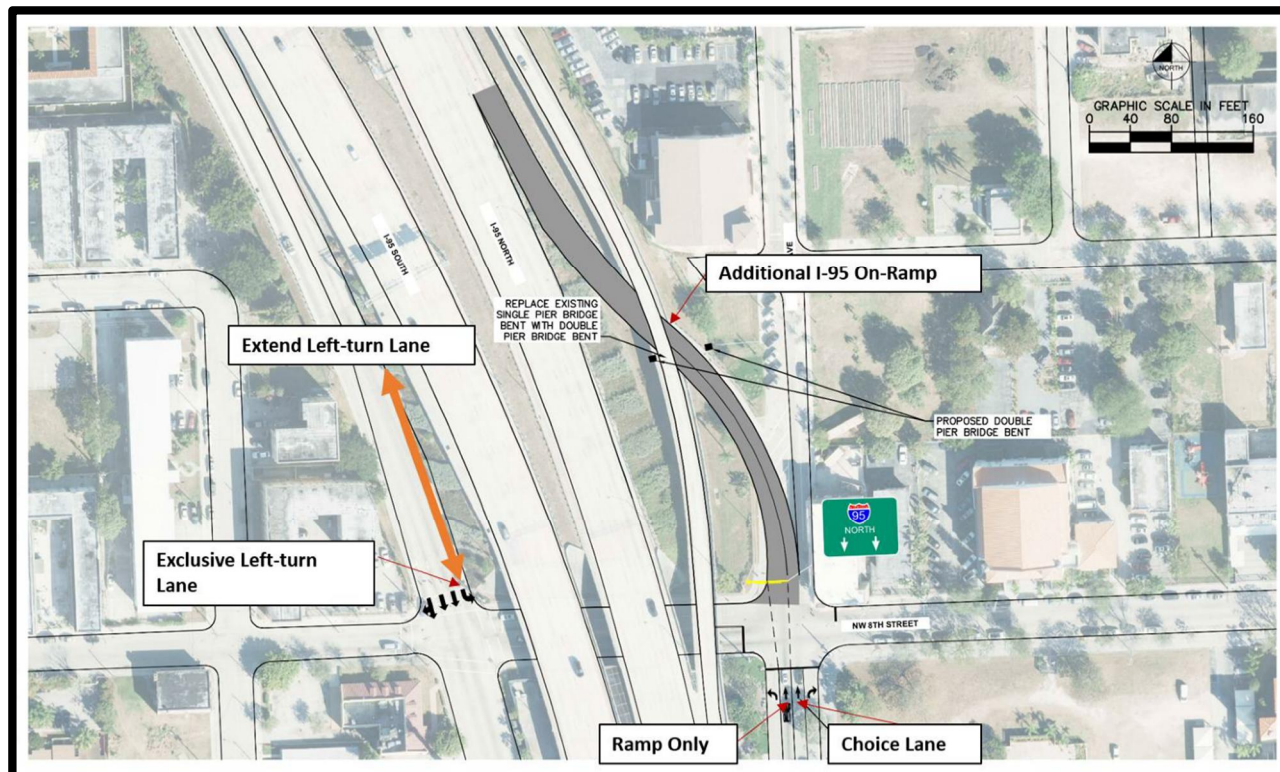 NORTH
GRAPHIC SCALE IN FEET
0 40 80 160
I-95 SOUTH
I-95 NORTH
AVE
Additional I-95 On-Ramp
REPLACE EXISTING
SINGLE PIER BRIDGE
BENT WITH DOUBLE
PIER BRIDGE BENT
Extend Left-turn Lane
PROPOSED DOUBLE
PIER BRIDGE BENT
95
NORTH
Exclusive Left-turn
Lane
NW 8TH STREET
Ramp Only
Choice Lane